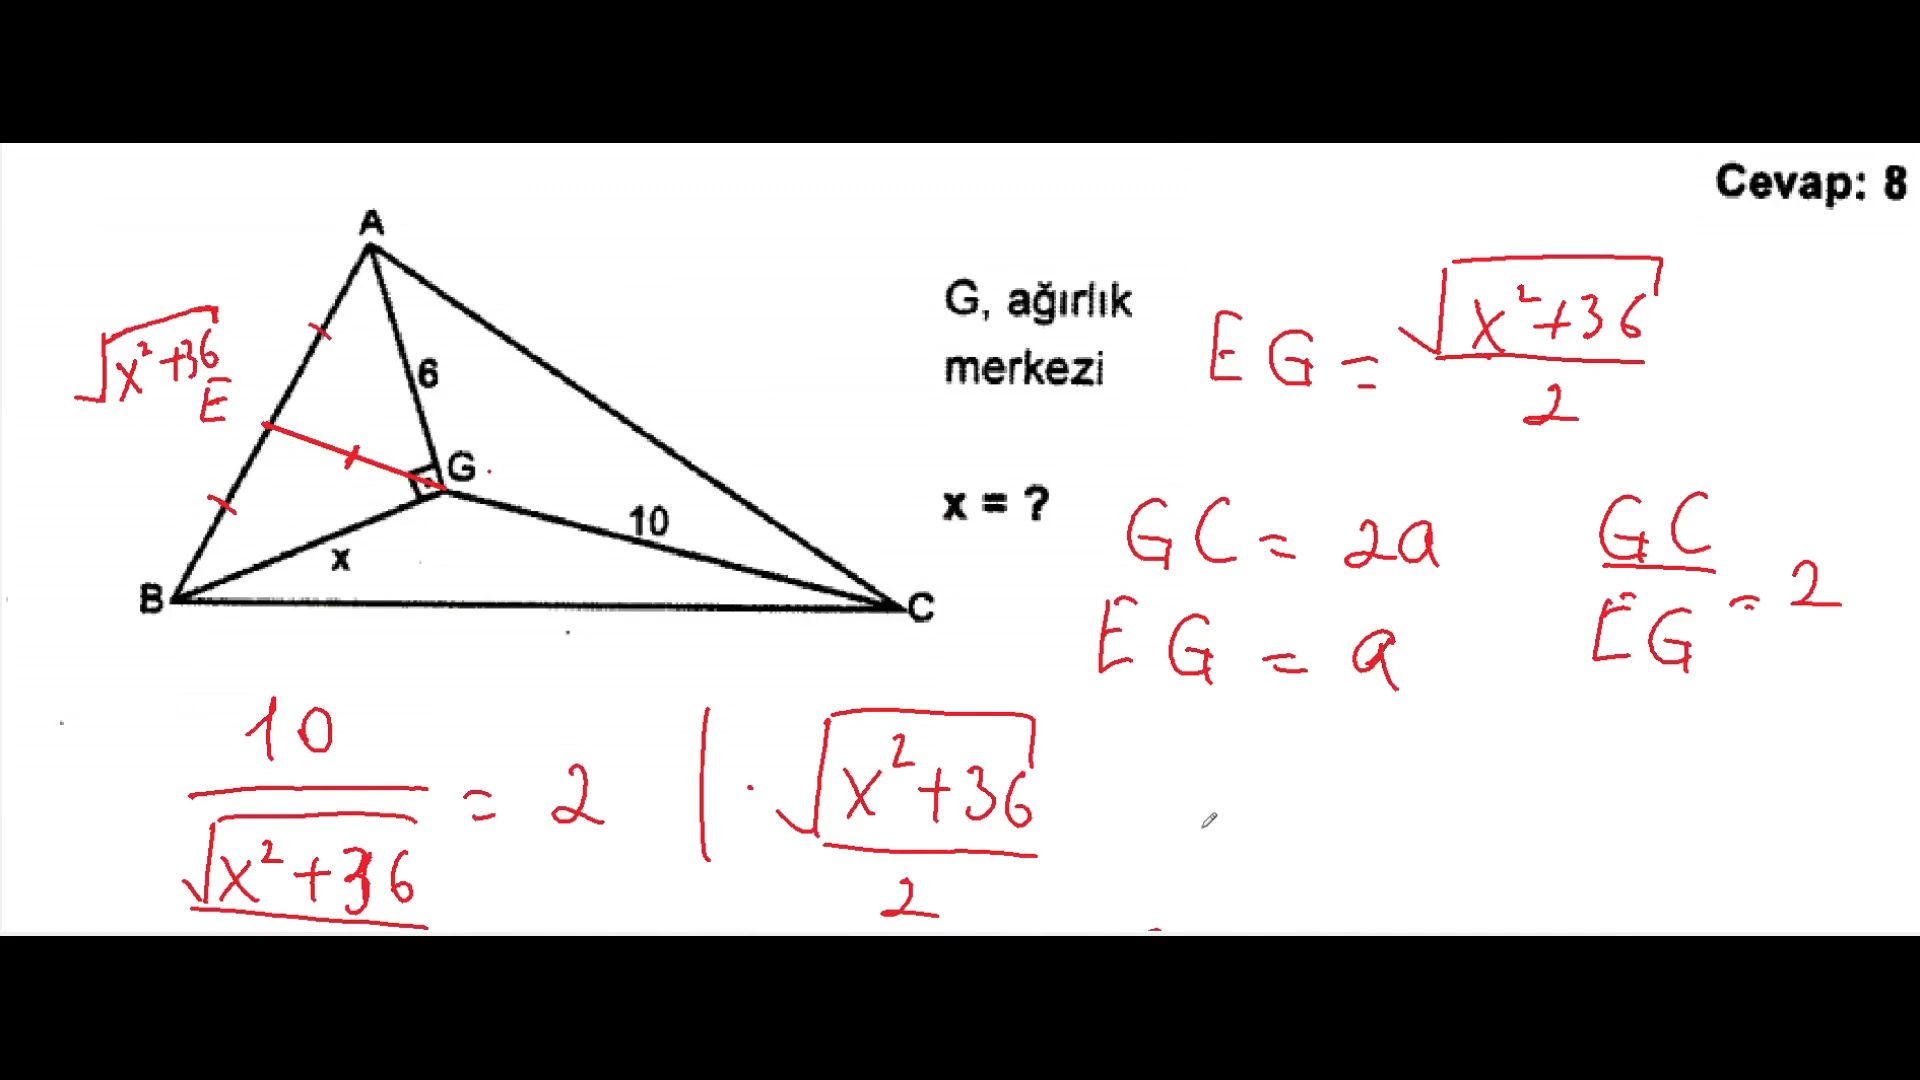 Cevap: 8
A
√x²+36
E
6
G
x
10
B
C
G, ağırlık
merkezi
x = ?
EG = √x²+36 / 2
GC = 2a
EG = a
GC / EG = 2
10 / √x²+36 = 2 | · √x²+36 / 2